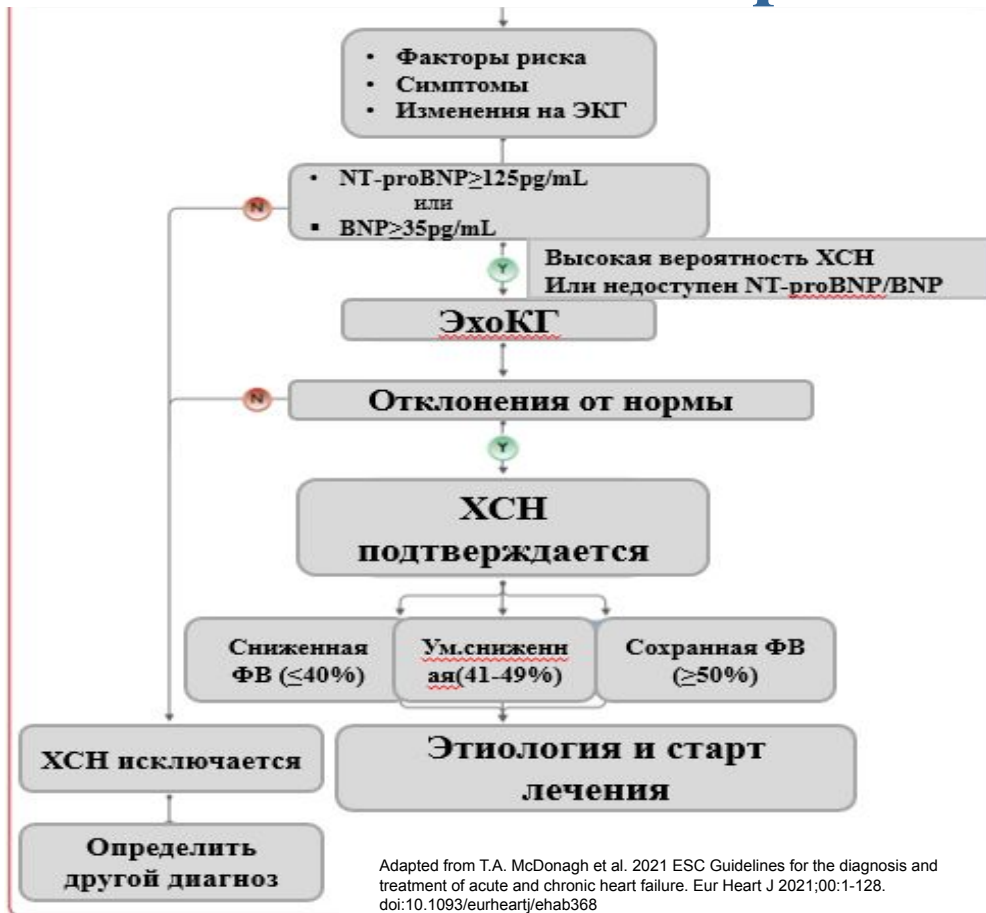 • Факторы риска
• Симптомы
• Изменения на ЭКГ
• NT-proBNP≥125pg/mL
или
▪ BNP≥35pg/mL
N
Y
Высокая вероятность ХСН
Или недоступен NT-proBNP/BNP
ЭхоКГ
N
Отклонения от нормы
Y
ХСН
подтверждается
Сниженная
ФВ (≤40%)
Ум.сниженн
ая(41-49%)
Сохранная ФВ
(≥50%)
ХСН исключается
Этиология и старт
лечения
Определить
другой диагноз
Adapted from T.A. McDonagh et al. 2021 ESC Guidelines for the diagnosis and
treatment of acute and chronic heart failure. Eur Heart J 2021;00:1-128.
doi:10.1093/eurheartj/ehab368